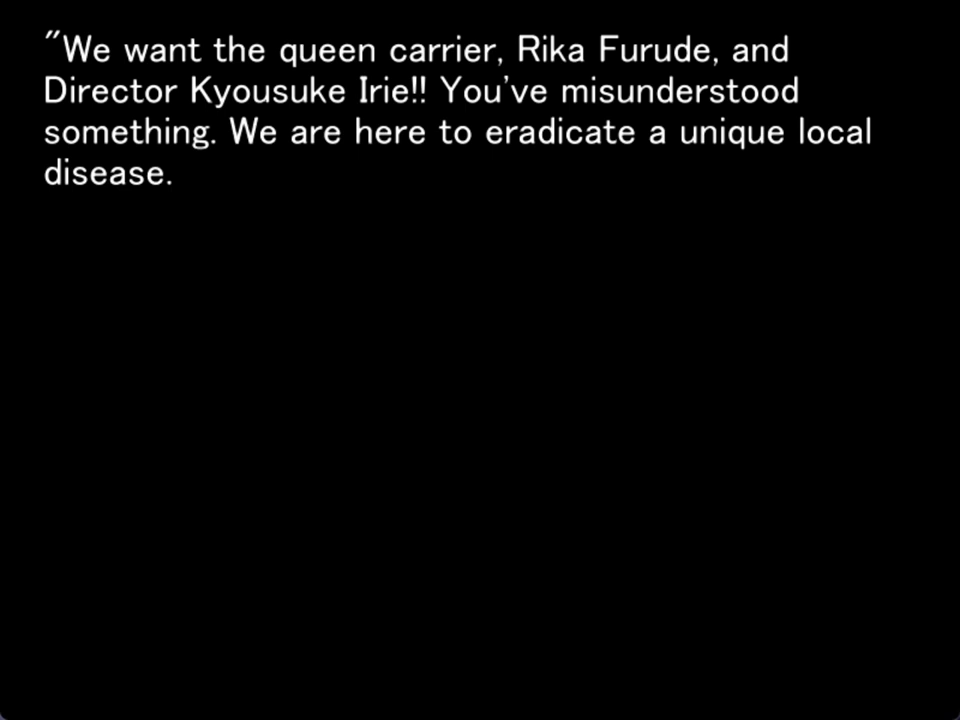 "We want the queen carrier, Rika Furude, and
Director Kyousuke Irie!! You've misunderstood
something. We are here to eradicate a unique local
disease.